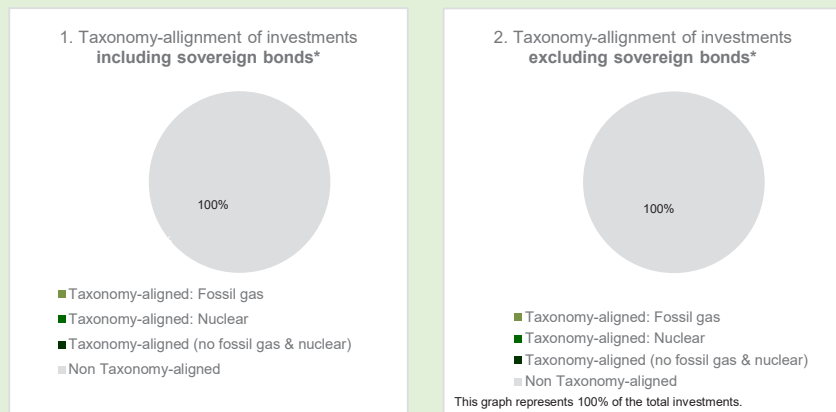 1. Taxonomy-allignment of investments
including sovereign bonds*
100%
Taxonomy-aligned: Fossil gas
Taxonomy-aligned: Nuclear
Taxonomy-aligned (no fossil gas & nuclear)
Non Taxonomy-aligned
2. Taxonomy-allignment of investments
excluding sovereign bonds*
100%
Taxonomy-aligned: Fossil gas
Taxonomy-aligned: Nuclear
Taxonomy-aligned (no fossil gas & nuclear)
Non Taxonomy-aligned
This graph represents 100% of the total investments.